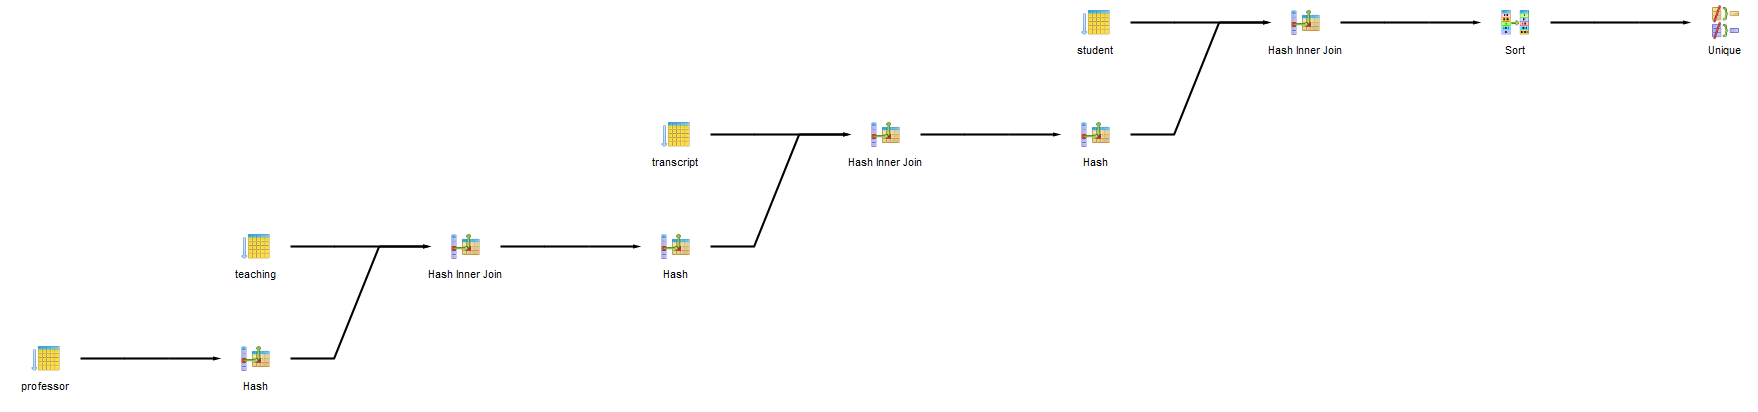 student
Hash Inner Join
Sort
Unique
transcript
Hash Inner Join
Hash
teaching
Hash Inner Join
Hash
professor
Hash